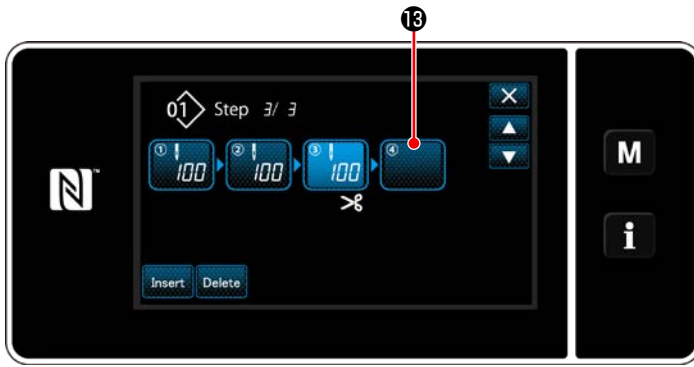 ⓭
01 Step 3/ 3
① 100 ② 100 ③ 100 ④
Insert Delete
M
i